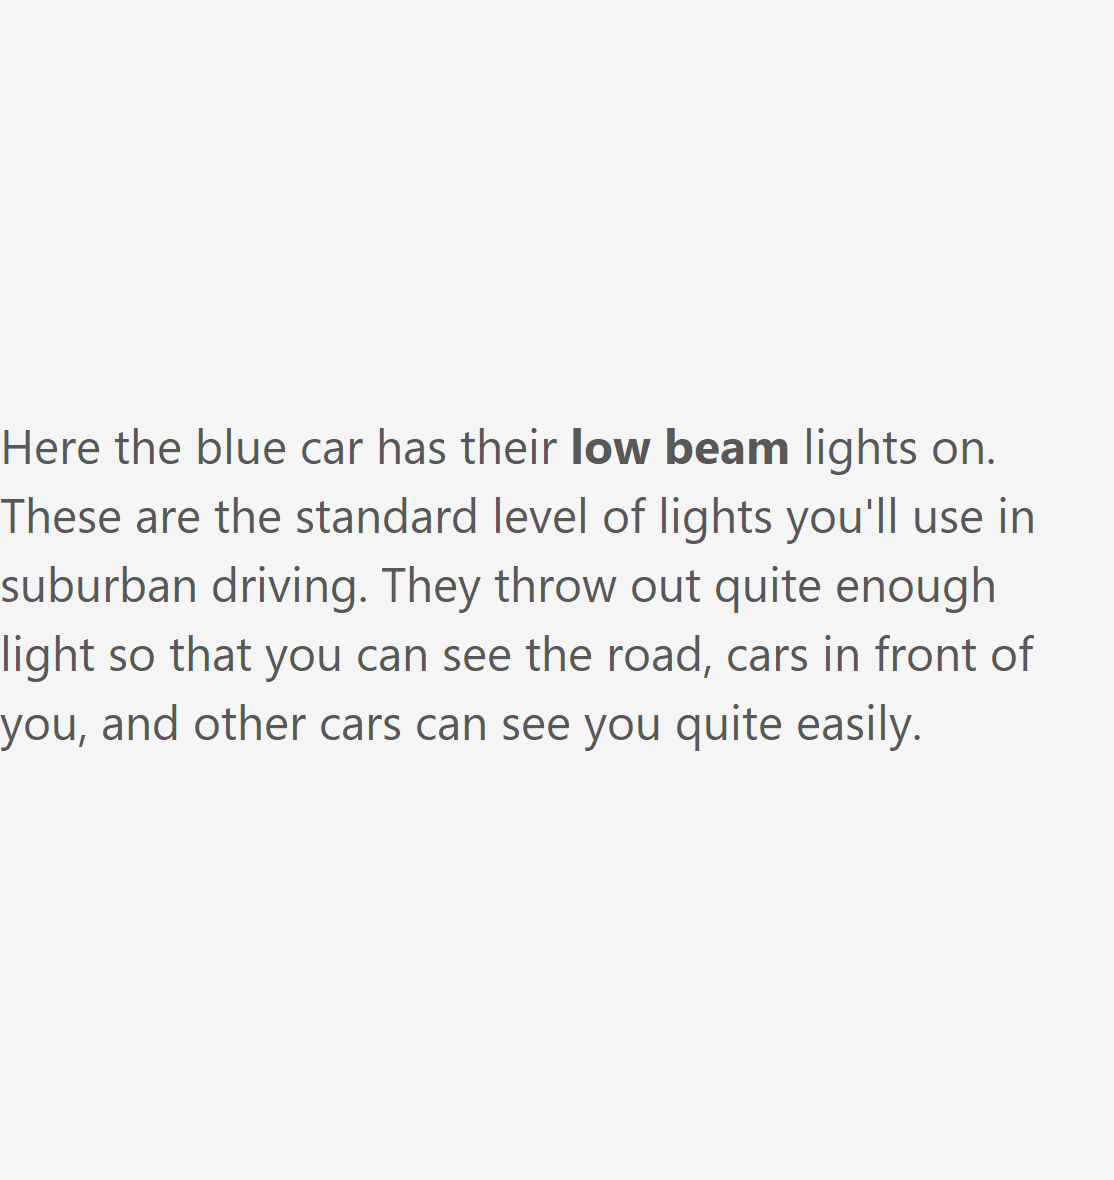 Here the blue car has their low beam lights on.
These are the standard level of lights you'll use in
suburban driving. They throw out quite enough
light so that you can see the road, cars in front of
you, and other cars can see you quite easily.